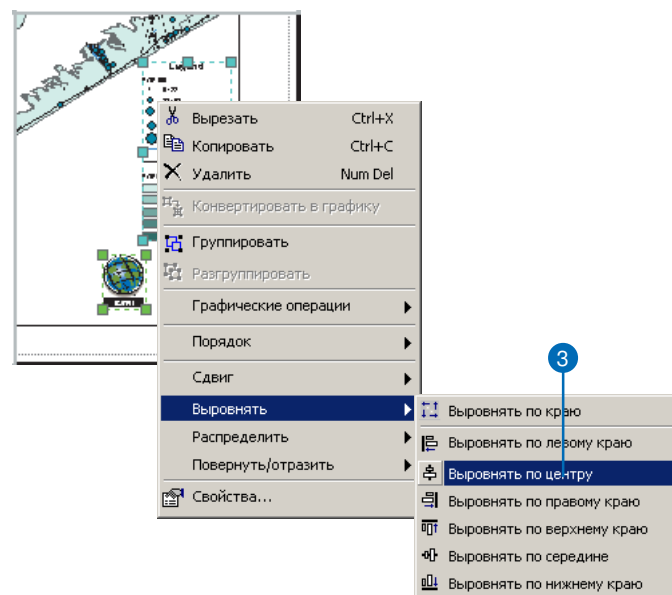 Legend
Вырезать Ctrl+X
Копировать Ctrl+C
Удалить Num Del
Конвертировать в графику
Группировать
Разгруппировать
Графические операции
Порядок
3
Сдвиг
Выровнять
Выровнять по краю
Распределить
Выровнять по левому краю
Повернуть/отразить
Выровнять по центру
Свойства...
Выровнять по правому краю
Выровнять по верхнему краю
Выровнять по середине
Выровнять по нижнему краю